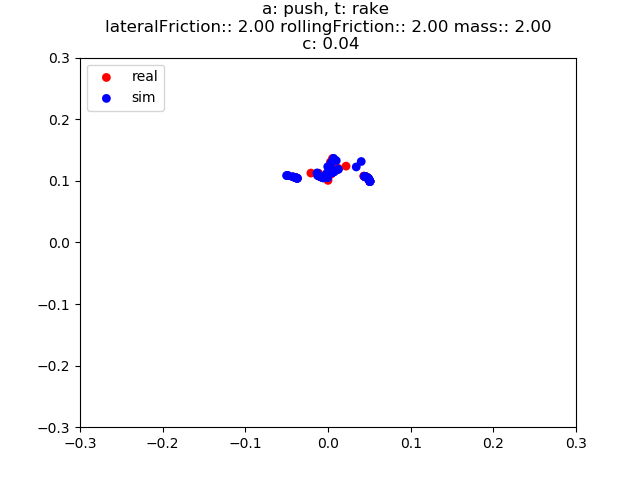 a: push, t: rake
lateralFriction:: 2.00 rollingFriction:: 2.00 mass:: 2.00
c: 0.04
real
sim
0.3
0.2
0.1
0.0
−0.1
−0.2
−0.3
−0.3 −0.2 −0.1 0.0 0.1 0.2 0.3